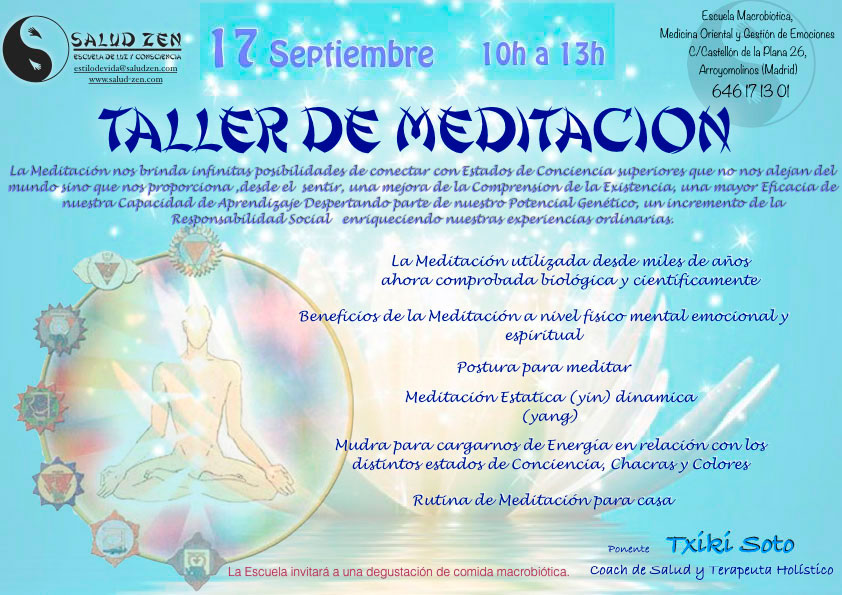 SALUD ZEN
ESCUELA DE LUZ Y CONSCIENCIA
estilodevida@saludzen.com
www.salud-zen.com
17 Septiembre 10h a 13h
Escuela Macrobiótica,
Medicina Oriental y Gestión de Emociones
C/Castellón de la Plana 26,
Arroyomolinos (Madrid)
646 17 13 01
TALLER DE MEDITACION
La Meditación nos brinda infinitas posibilidades de conectar con Estados de Conciencia superiores que no nos alejan del
mundo sino que nos proporciona ,desde el sentir, una mejora de la Comprensión de la Existencia, una mayor Eficacia de
nuestra Capacidad de Aprendizaje Despertando parte de nuestro Potencial Genético, un incremento de la
Responsabilidad Social enriqueciendo nuestras experiencias ordinarias.
La Meditación utilizada desde miles de años
ahora comprobada biológica y científicamente
Beneficios de la Meditación a nivel físico mental emocional y
espiritual
Postura para meditar
Meditación Estatica (yin) dinamica
(yang)
Mudra para cargarnos de Energía en relación con los
distintos estados de Conciencia, Chacras y Colores
Rutina de Meditación para casa
Ponente Txiki Soto
Coach de Salud y Terapeuta Holístico
La Escuela invitará a una degustación de comida macrobiótica.